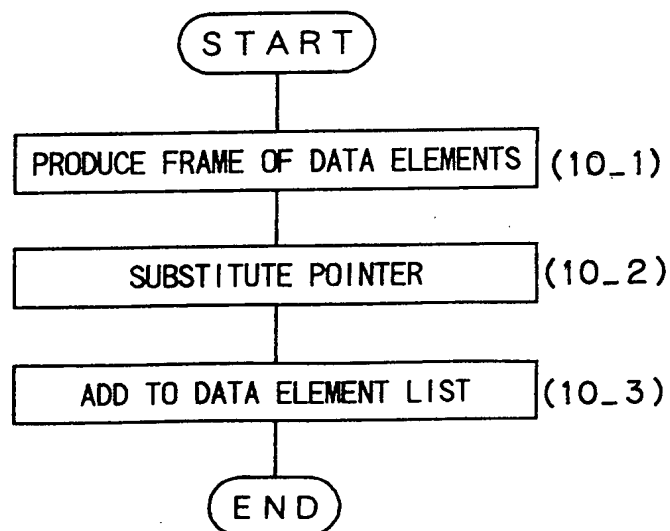 START
PRODUCE FRAME OF DATA ELEMENTS (10_1)
SUBSTITUTE POINTER (10_2)
ADD TO DATA ELEMENT LIST (10_3)
END